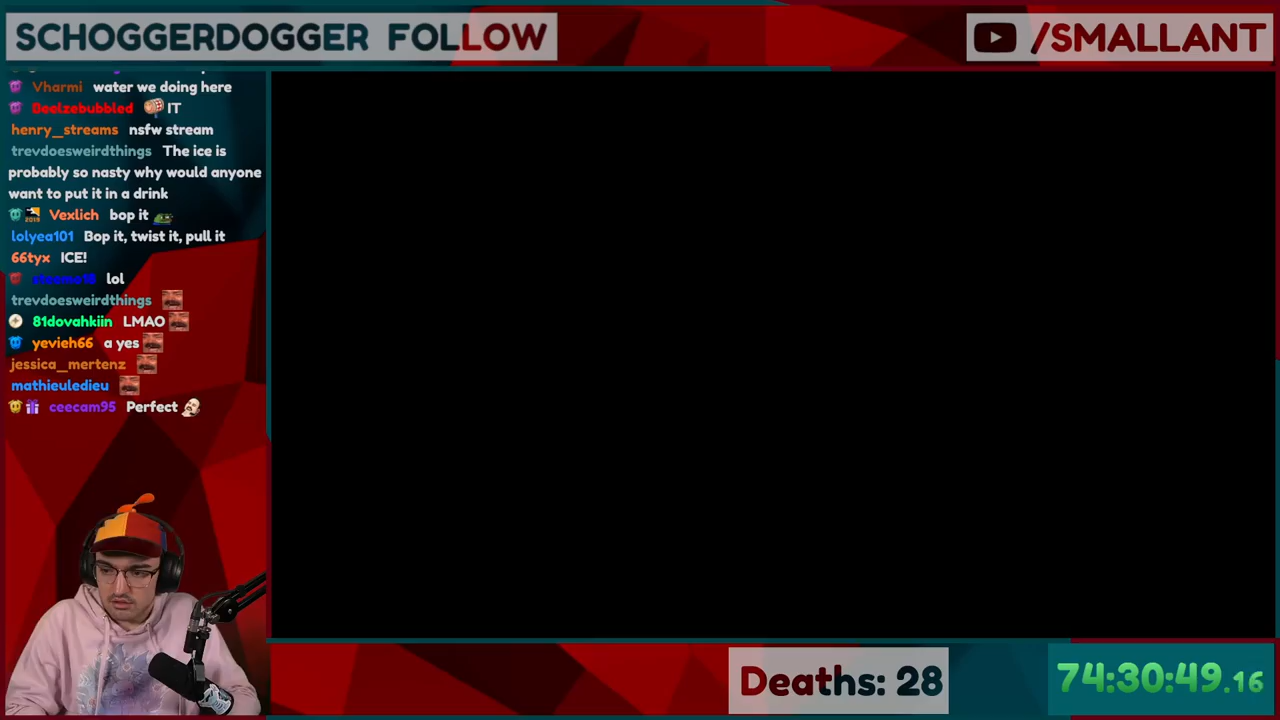 SCHOGGERDOGGER FOLLOW
/SMALLANT
Vharmi water we doing here
Beelzebubbled IT
henry_streams nsfw stream
trevdoesweirdthings The ice is
probably so nasty why would anyone
want to put it in a drink
Vexlich bop it
lolyea101 Bop it, twist it, pull it
66tyx ICE!
lol
trevdoesweirdthings
81dovahkiin LMAO
yevieh66 a yes
jessica_mertenz
mathieuledieu
ceecam95 Perfect
Deaths: 28
74:30:49.16